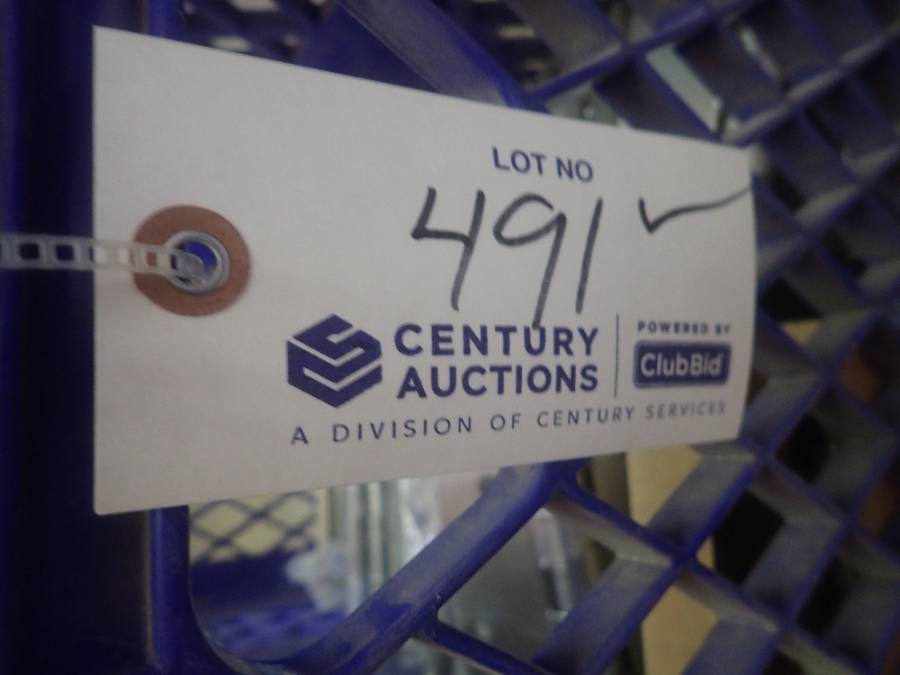 LOT NO
491 ✓
CENTURY
AUCTIONS
POWERED BY
ClubBid
A DIVISION OF CENTURY SERVICES